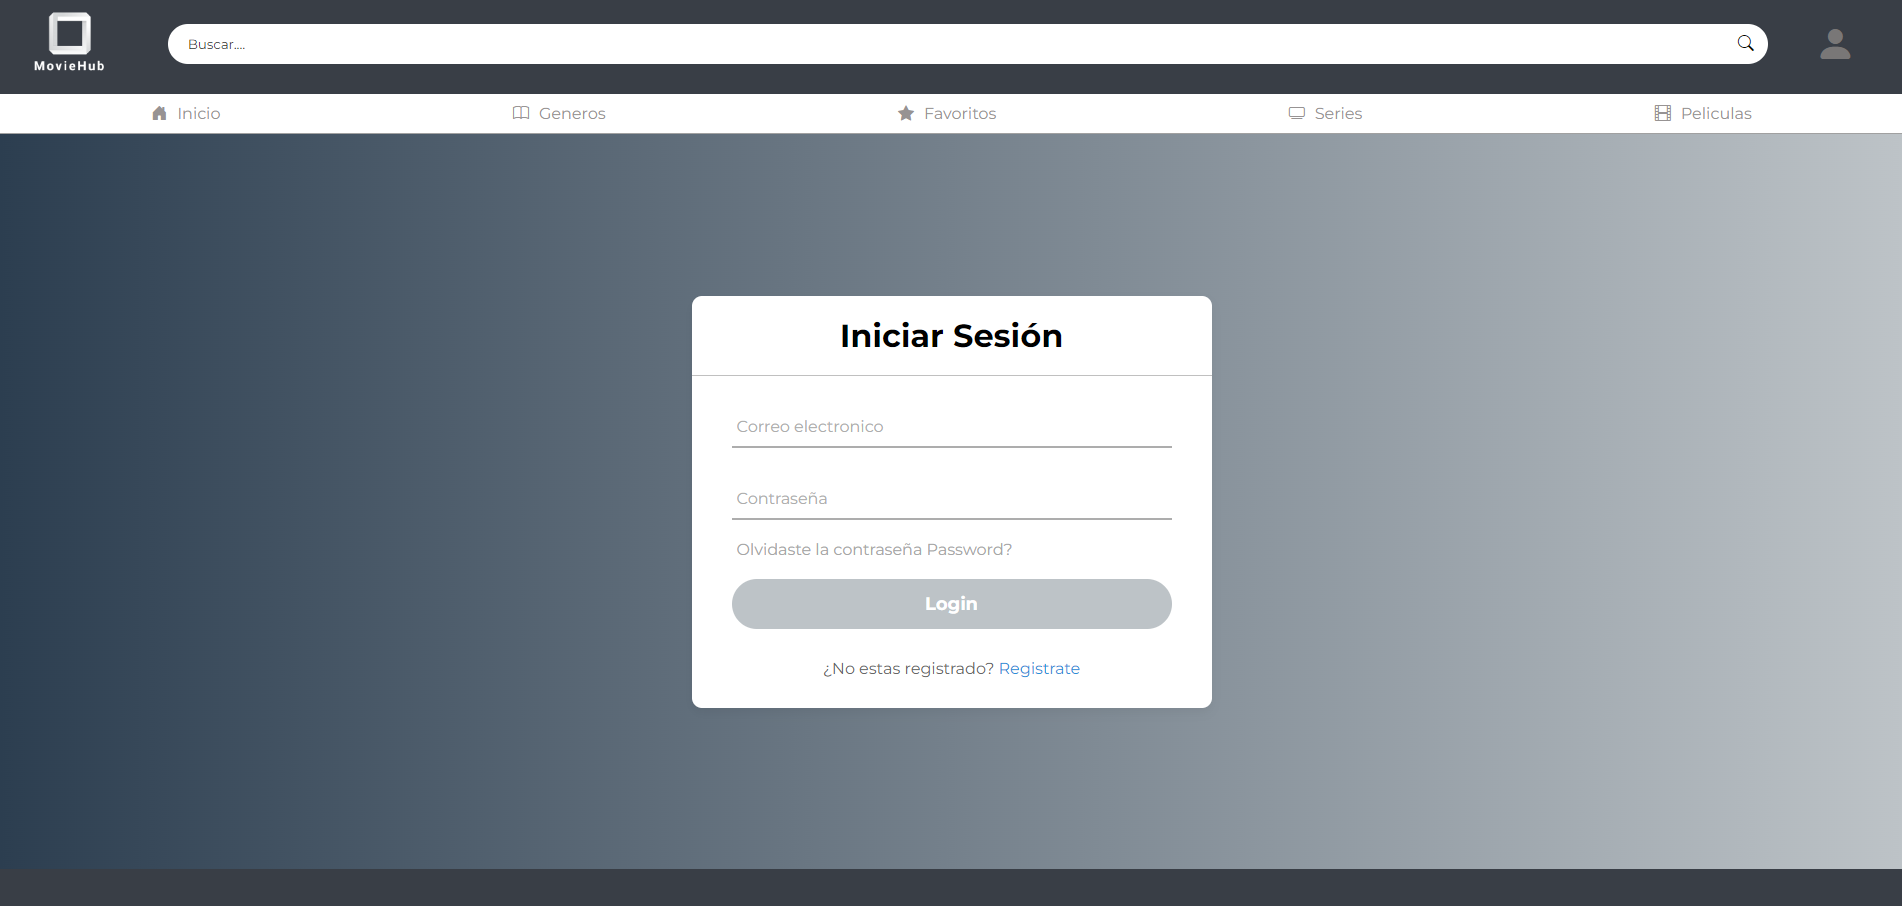 MovieHub
Buscar....
Inicio
Generos
Favoritos
Series
Peliculas
Iniciar Sesión
Correo electronico
Contraseña
Olvidaste la contraseña Password?
Login
¿No estas registrado? Registrate